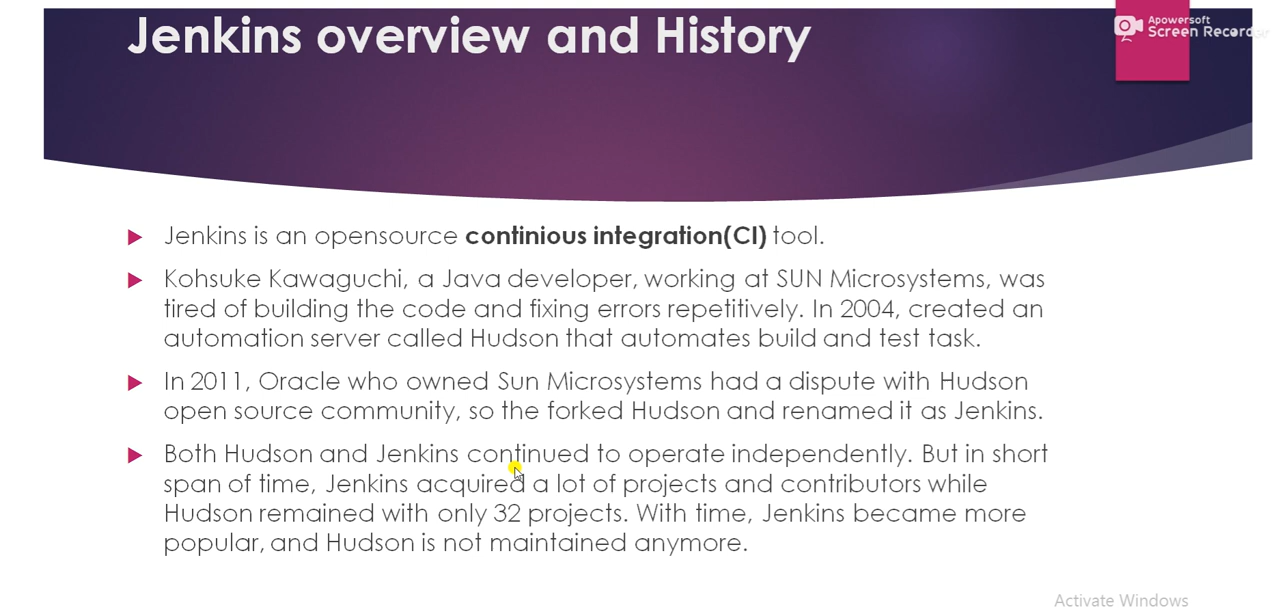 Jenkins overview and History
Apowersoft
Screen Recorder
Jenkins is an opensource continious integration(CI) tool.
Kohsuke Kawaguchi, a Java developer, working at SUN Microsystems, was
tired of building the code and fixing errors repetitively. In 2004, created an
automation server called Hudson that automates build and test task.
In 2011, Oracle who owned Sun Microsystems had a dispute with Hudson
open source community, so the forked Hudson and renamed it as Jenkins.
Both Hudson and Jenkins continued to operate independently. But in short
span of time, Jenkins acquired a lot of projects and contributors while
Hudson remained with only 32 projects. With time, Jenkins became more
popular, and Hudson is not maintained anymore.
Activate Windows